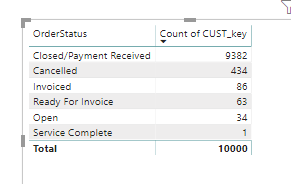 OrderStatus Count of CUST_key
Closed/Payment Received 9382
Cancelled 434
Invoiced 86
Ready For Invoice 63
Open 34
Service Complete 1
Total 10000